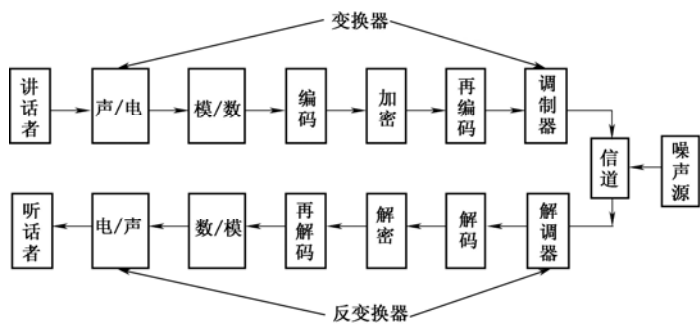 变换器
讲话者
声/电
模/数
编码
加密
再编码
调制器
信道
噪声源
听话者
电/声
数/模
再解码
解密
解码
解调器
反变换器